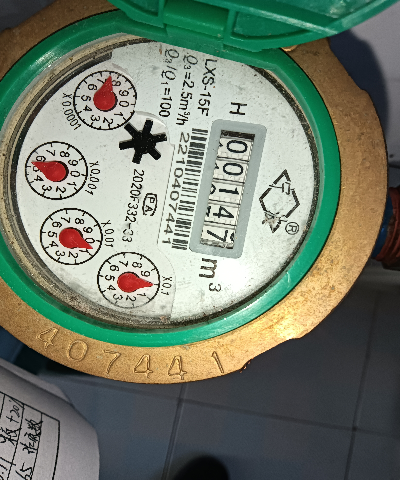 LXS-15F
Q3=2.5m³/h
Q3/Q1=100
H
00147
m³
2210407441
2020F332-33
X0.0001
X0.001
X0.01
X0.1
®
407441